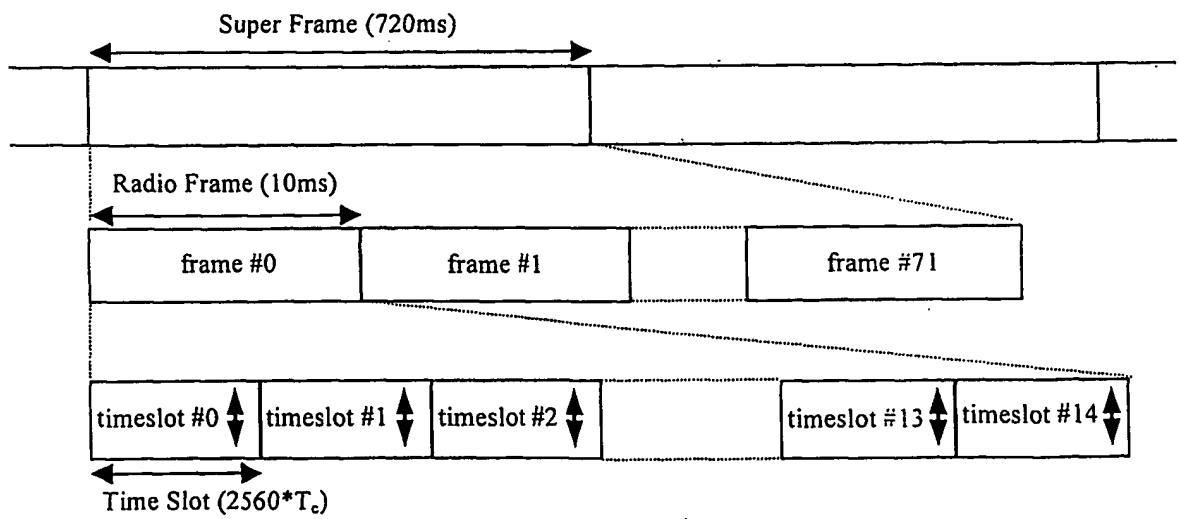 Super Frame (720ms)
Radio Frame (10ms)
frame #0
frame #1
frame #71
timeslot #0
timeslot #1
timeslot #2
timeslot #13
timeslot #14
Time Slot (2560*Tc)